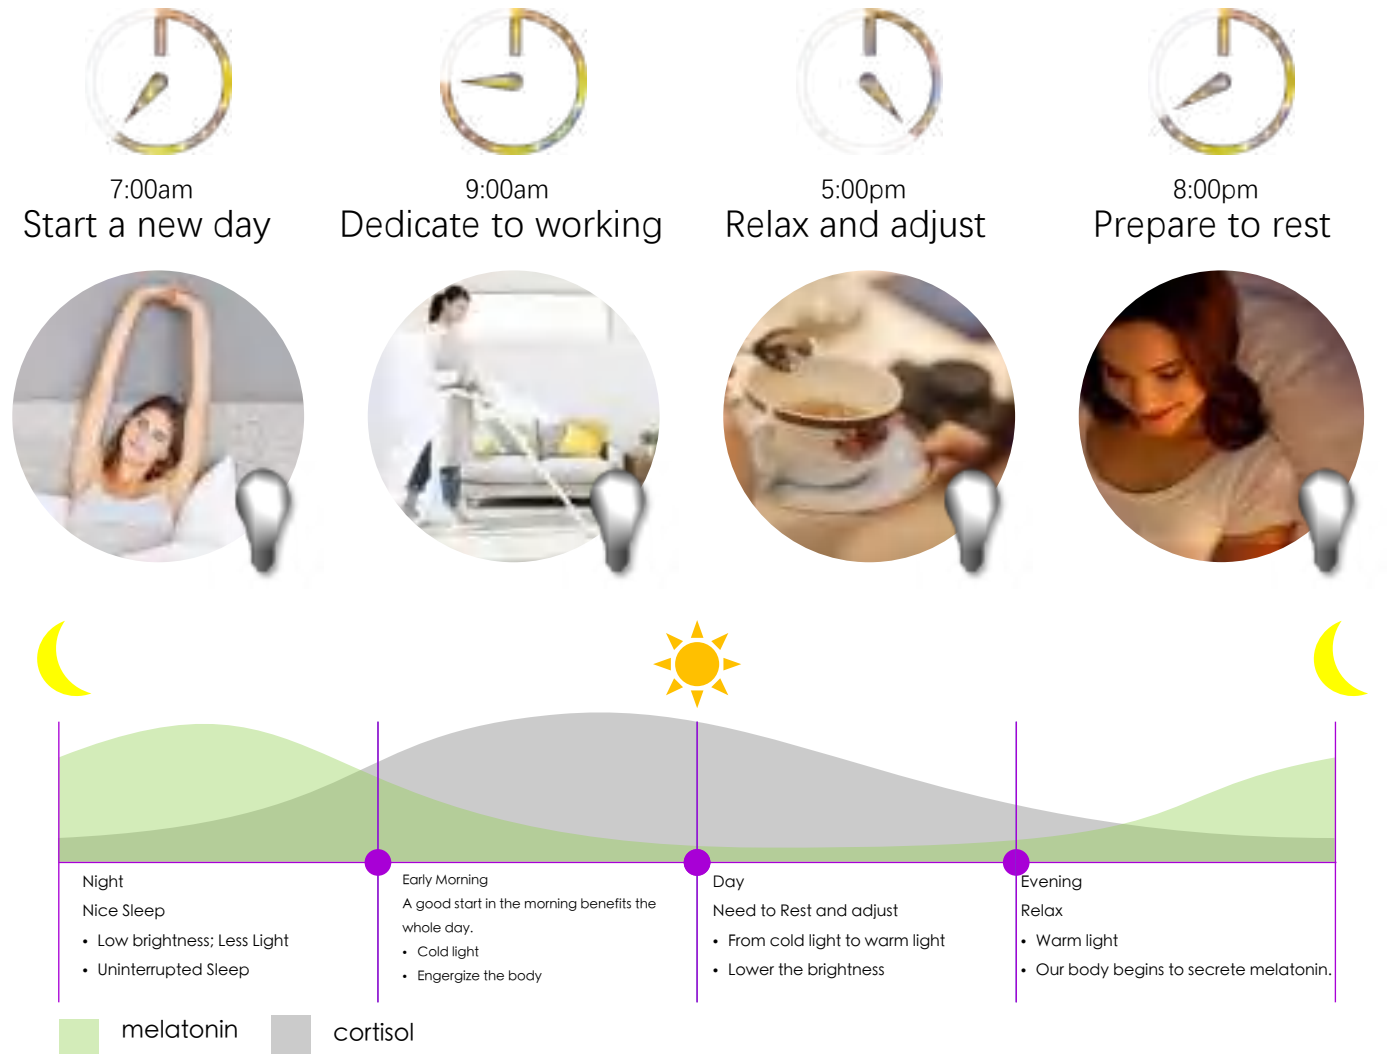 7:00am
Start a new day
9:00am
Dedicate to working
5:00pm
Relax and adjust
8:00pm
Prepare to rest
Night
Nice Sleep
• Low brightness; Less Light
• Uninterrupted Sleep
Early Morning
A good start in the morning benefits the
whole day.
• Cold light
• Engergize the body
Day
Need to Rest and adjust
• From cold light to warm light
• Lower the brightness
Evening
Relax
• Warm light
• Our body begins to secrete melatonin.
melatonin
cortisol